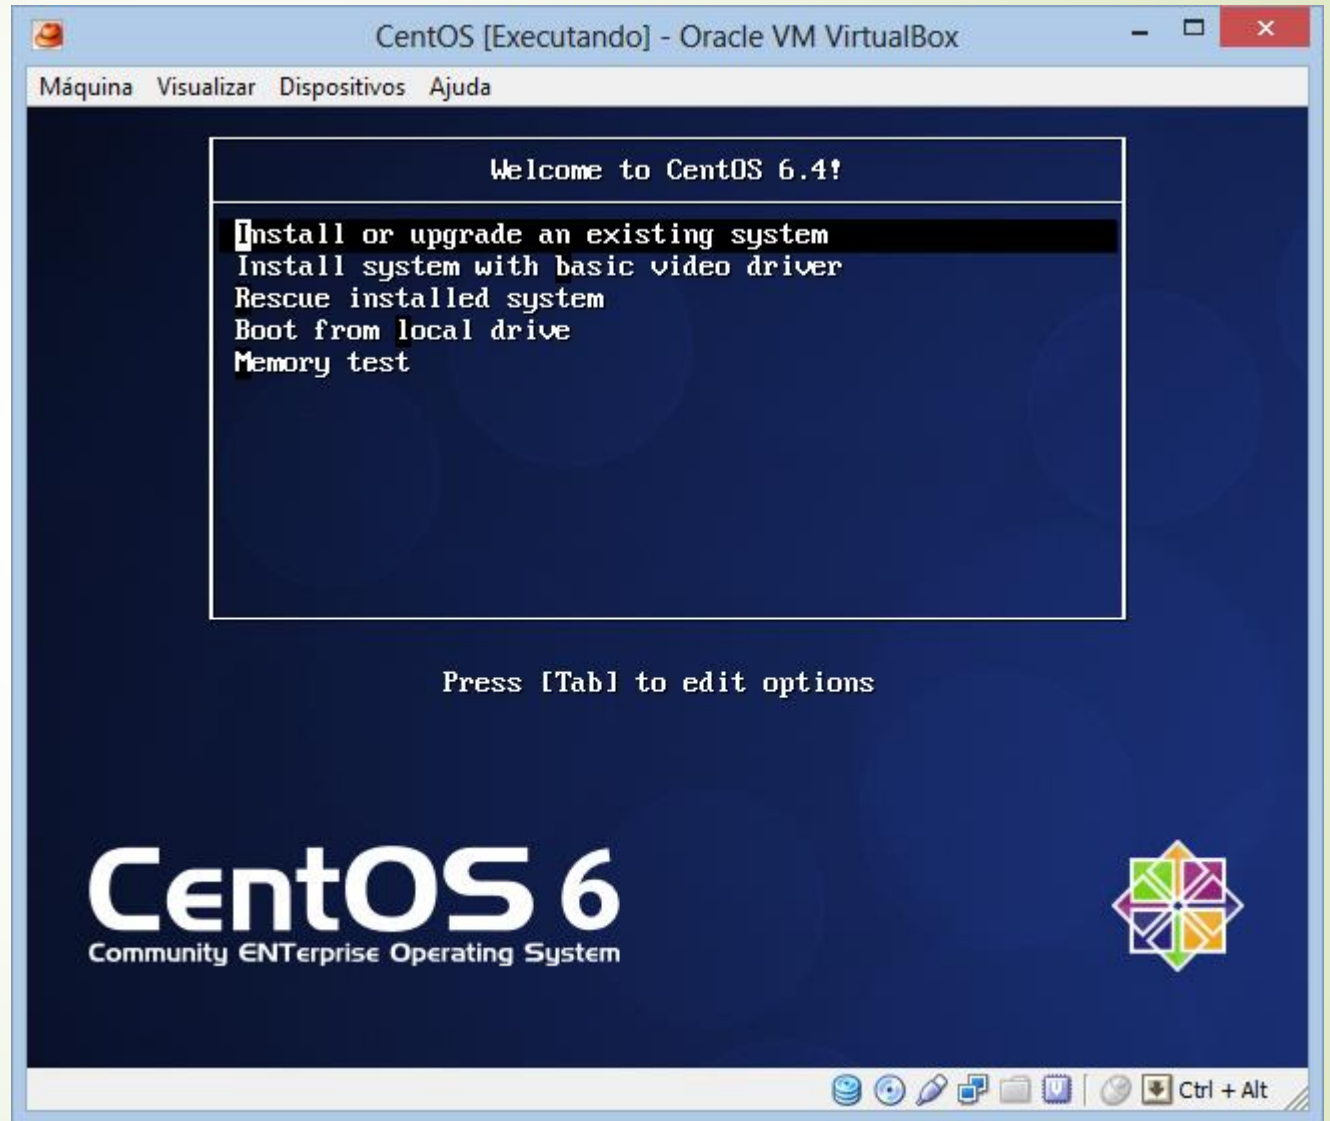 CentOS [Executando] - Oracle VM VirtualBox
Máquina Visualizar Dispositivos Ajuda
Welcome to CentOS 6.4!
Install or upgrade an existing system
Install system with basic video driver
Rescue installed system
Boot from local drive
Memory test
Press [Tab] to edit options
CentOS 6
Community ENTerprise Operating System
Ctrl + Alt